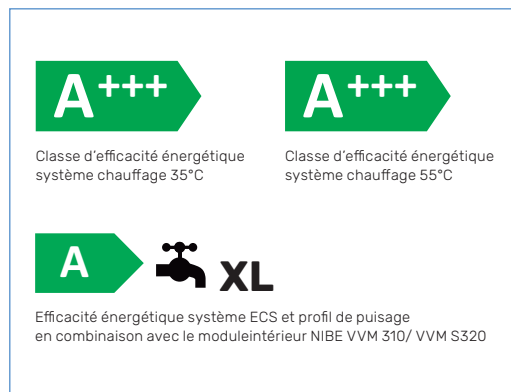 A+++ A+++
Classe d'efficacité énergétique
système chauffage 35°C
Classe d'efficacité énergétique
système chauffage 55°C
A XL
Efficacité énergétique système ECS et profil de puisage
en combinaison avec le moduleintérieur NIBE VVM 310/ VVM S320